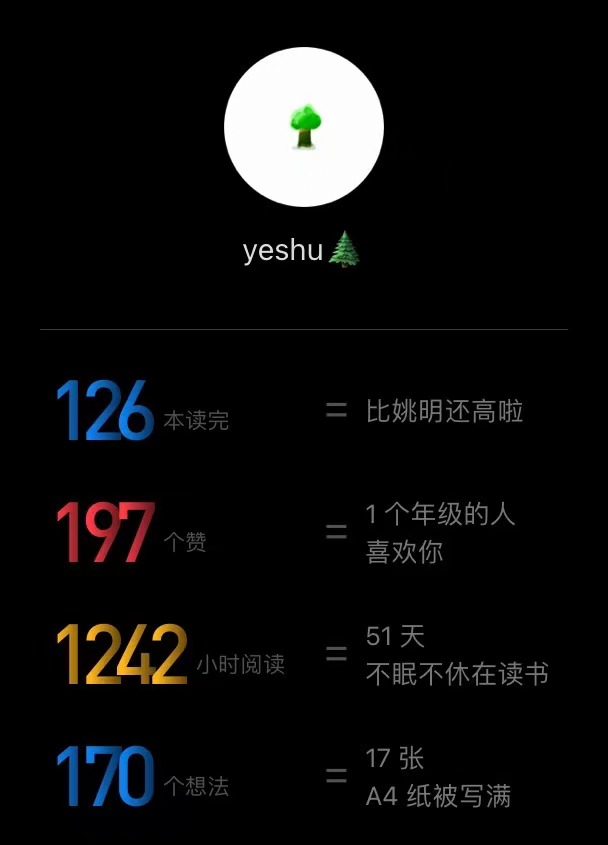 yeshu🌲
126 本读完 = 比姚明还高啦
197 个赞 = 1 个年级的人
喜欢你
1242 小时阅读 = 51 天
不眠不休在读书
170 个想法 = 17 张
A4 纸被写满